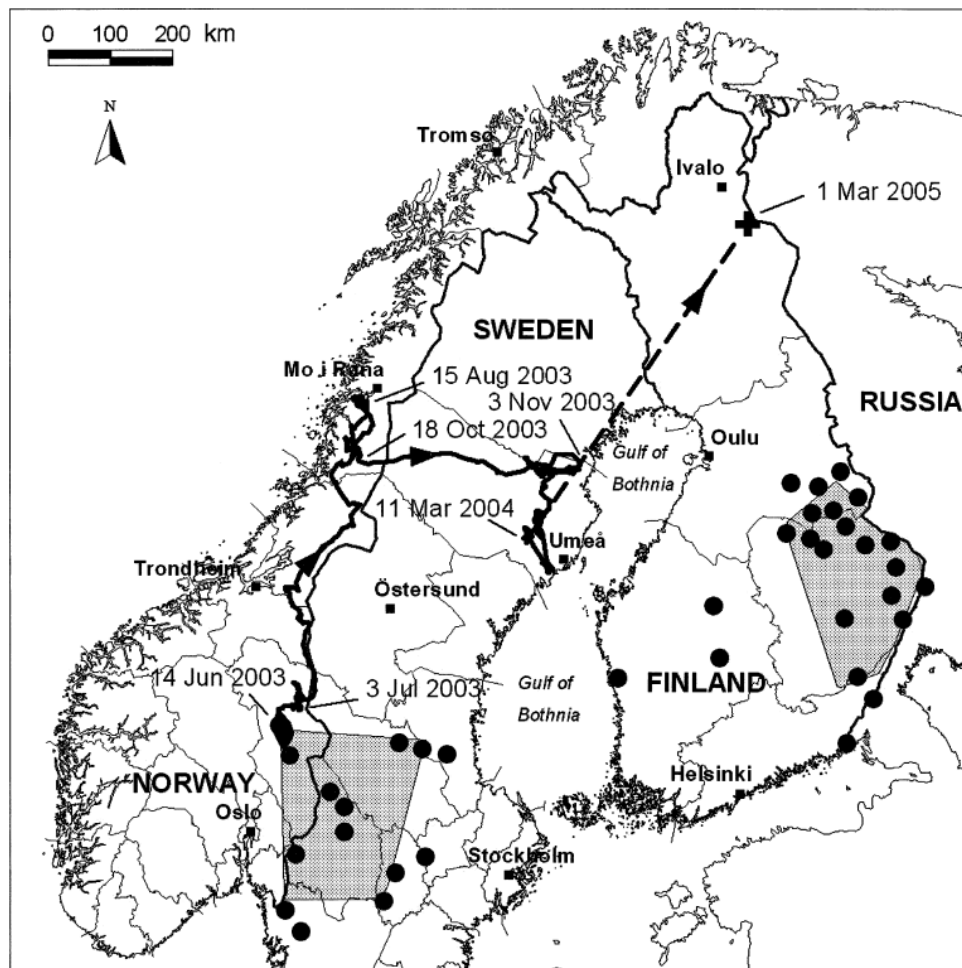 0 100 200 km
N
Tromsø
Ivalo
1 Mar 2005
SWEDEN
Mo i Rana
15 Aug 2003
3 Nov 2003
RUSSIA
18 Oct 2003
Oulu
Gulf of
Bothnia
11 Mar 2004
Umeå
Trondheim
Östersund
14 Jun 2003
3 Jul 2003
Gulf of
Bothnia
FINLAND
NORWAY
Helsinki
Oslo
Stockholm